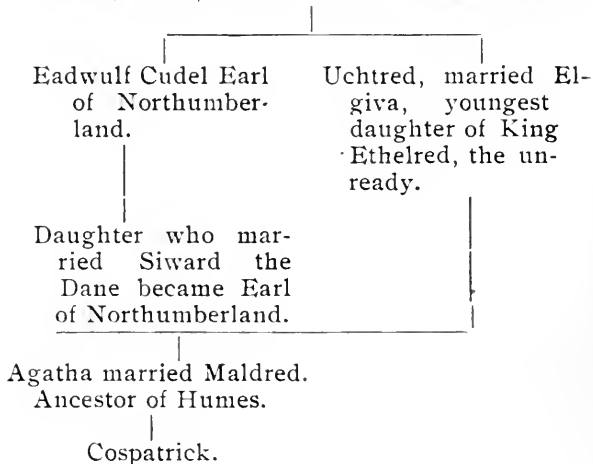 Eadwulf Cudel Earl
of Northumber-
land.
Uchtred, married El-
giva, youngest
daughter of King
Ethelred, the un-
ready.
Daughter who mar-
ried Siward the
Dane became Earl
of Northumberland.
Agatha married Maldred.
Ancestor of Humes.
Cospatrick.